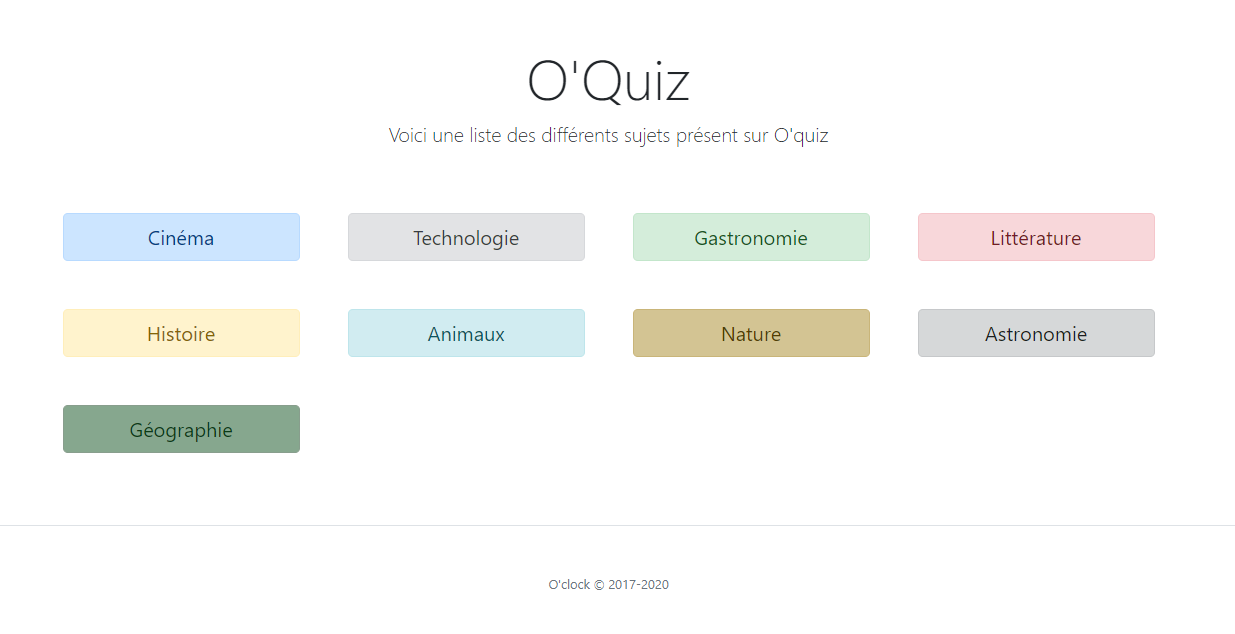 O'Quiz
Voici une liste des différents sujets présent sur O'quiz
Cinéma
Technologie
Gastronomie
Littérature
Histoire
Animaux
Nature
Astronomie
Géographie
O'clock © 2017-2020